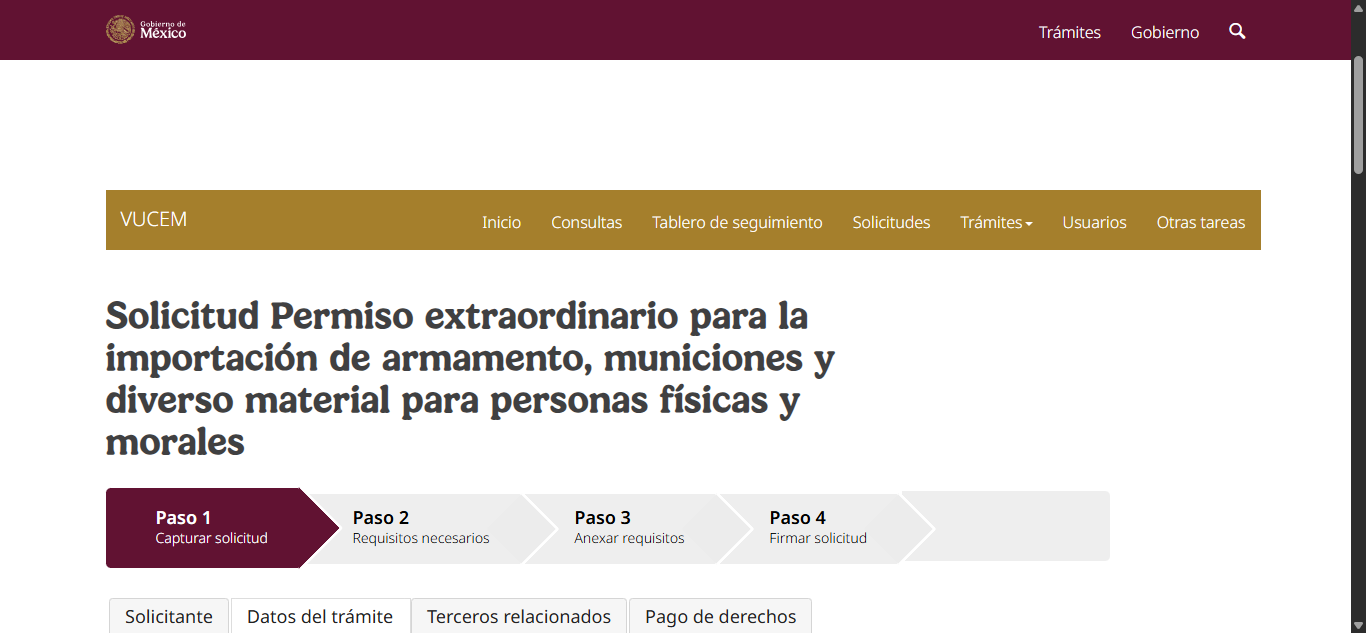 Gobierno de
México
Trámites
Gobierno
VUCEM
Inicio
Consultas
Tablero de seguimiento
Solicitudes
Trámites
Usuarios
Otras tareas
Solicitud Permiso extraordinario para la
importación de armamento, municiones y
diverso material para personas físicas y
morales
Paso 1
Capturar solicitud
Paso 2
Requisitos necesarios
Paso 3
Anexar requisitos
Paso 4
Firmar solicitud
Solicitante
Datos del trámite
Terceros relacionados
Pago de derechos